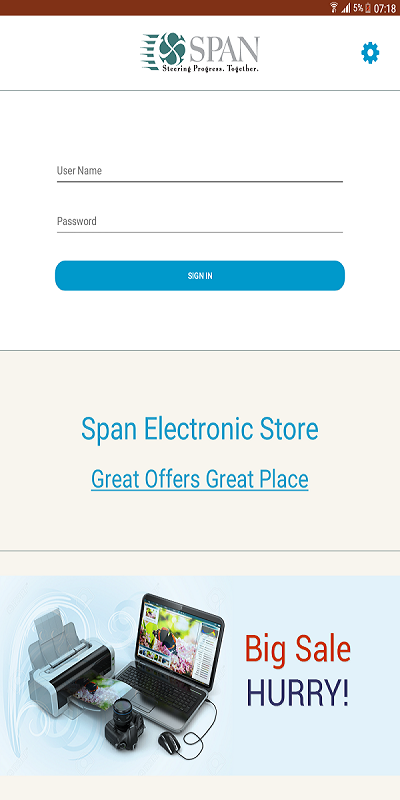 5% 07:18
SPAN
Steering Progress. Together.
User Name
Password
SIGN IN
Span Electronic Store
Great Offers Great Place
Big Sale
HURRY!